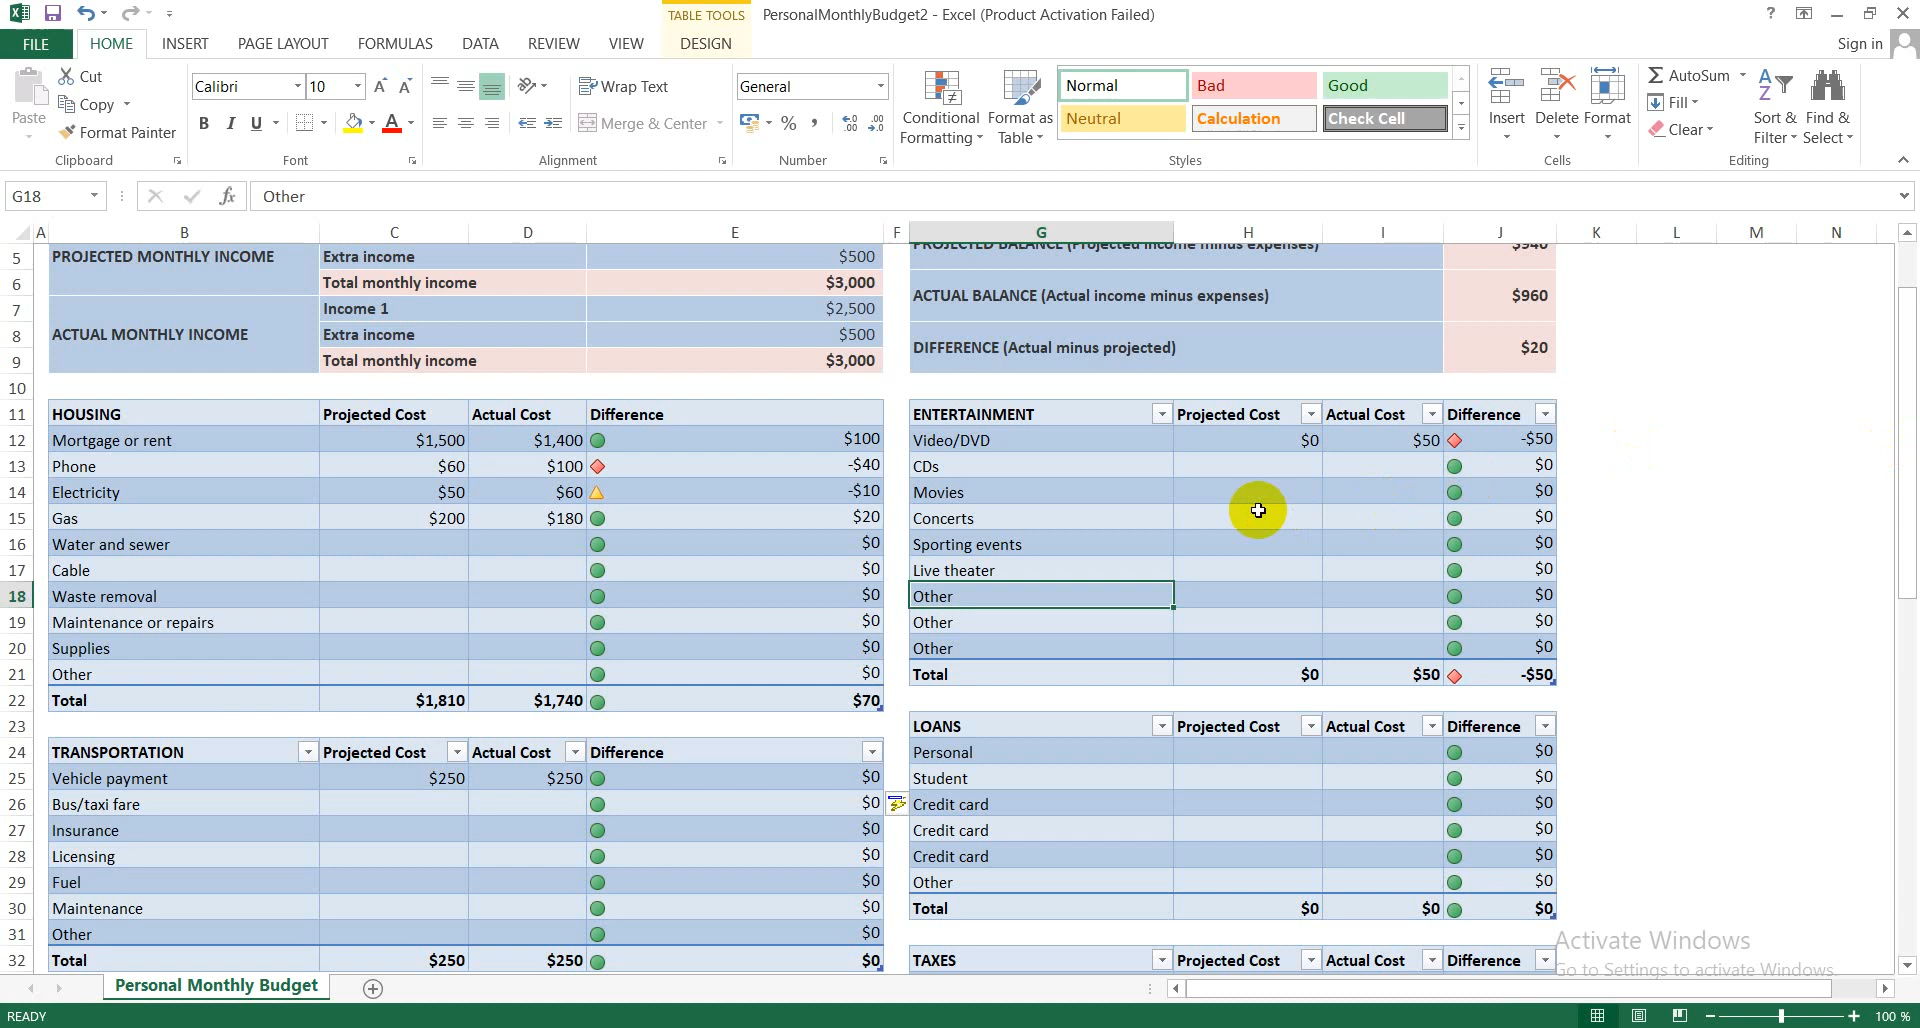 TABLE TOOLS
PersonalMonthlyBudget2 - Excel (Product Activation Failed)
?
FILE HOME INSERT PAGE LAYOUT FORMULAS DATA REVIEW VIEW DESIGN
Sign in
Paste
Cut
Copy
Format Painter
Calibri 10
B I U
Wrap Text
Merge & Center
General
%
Conditional Formatting
Format as Table
Normal Bad Good
Neutral Calculation Check Cell
Insert Delete Format
AutoSum
Fill
Clear
Sort & Filter
Find & Select
Clipboard Font Alignment Number Styles Cells Editing
G18 fx Other
A B C D E F G H I J K L M N
PROJECTED BALANCE (Projected income minus expenses) $940
5 PROJECTED MONTHLY INCOME Extra income $500
6 Total monthly income $3,000
ACTUAL BALANCE (Actual income minus expenses) $960
7 Income 1 $2,500
8 ACTUAL MONTHLY INCOME Extra income $500
DIFFERENCE (Actual minus projected) $20
9 Total monthly income $3,000
10
11 HOUSING Projected Cost Actual Cost Difference ENTERTAINMENT Projected Cost Actual Cost Difference
12 Mortgage or rent $1,500 $1,400 $100 Video/DVD $0 $50 -$50
13 Phone $60 $100 -$40 CDs $0
14 Electricity $50 $60 -$10 Movies $0
15 Gas $200 $180 $20 Concerts $0
16 Water and sewer $0 Sporting events $0
17 Cable $0 Live theater $0
18 Waste removal $0 Other $0
19 Maintenance or repairs $0 Other $0
20 Supplies $0 Other $0
21 Other $0 Total $0 $50 -$50
22 Total $1,810 $1,740 $70
23 LOANS Projected Cost Actual Cost Difference
24 TRANSPORTATION Projected Cost Actual Cost Difference Personal $0
25 Vehicle payment $250 $250 $0 Student $0
26 Bus/taxi fare $0 Credit card $0
27 Insurance $0 Credit card $0
28 Licensing $0 Credit card $0
29 Fuel $0 Other $0
30 Maintenance $0 Total $0 $0 $0
31 Other $0
32 Total $250 $250 $0 TAXES Projected Cost Actual Cost Difference
Activate Windows
Go to Settings to activate Windows.
Personal Monthly Budget
READY
100 %